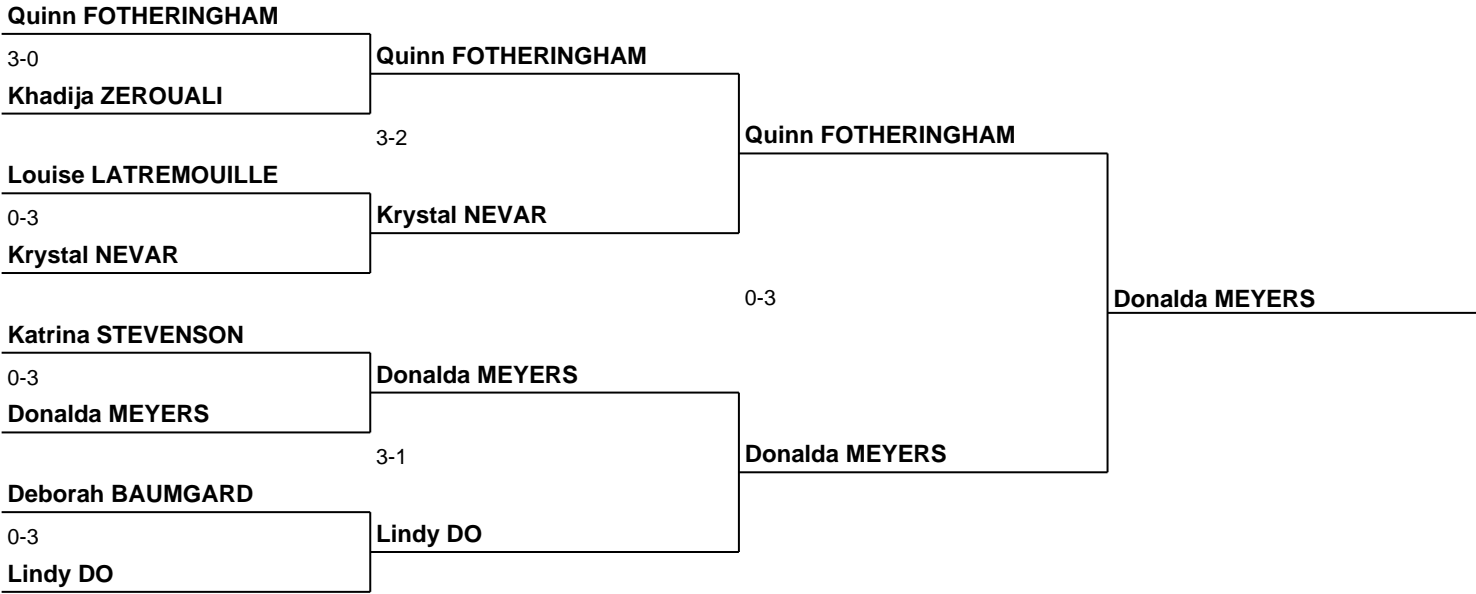 Quinn FOTHERINGHAM
3-0
Khadija ZEROUALI
Louise LATREMOUILLE
0-3
Krystal NEVAR
Katrina STEVENSON
0-3
Donalda MEYERS
Deborah BAUMGARD
0-3
Lindy DO
Quinn FOTHERINGHAM
3-2
Krystal NEVAR
Donalda MEYERS
3-1
Lindy DO
Quinn FOTHERINGHAM
0-3
Donalda MEYERS
Donalda MEYERS